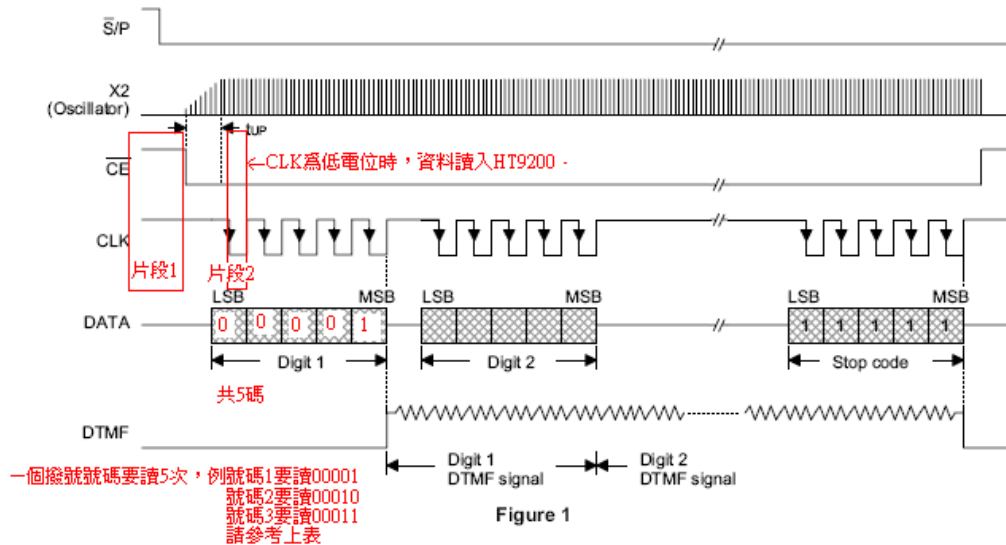 S/P
X2
(Oscillator)
tUP
CE
←CLK爲低電位時，資料讀入HT9200 -
CLK
片段1
片段2
LSB MSB LSB MSB LSB MSB
DATA
0 0 0 0 1
1 1 1 1 1
Digit 1
Digit 2
Stop code
共5碼
DTMF
Digit 1
DTMF signal
Digit 2
DTMF signal
一個撥號號碼要讀5次，例號碼1要讀00001
號碼2要讀00010
號碼3要讀00011
請參考上表
Figure 1